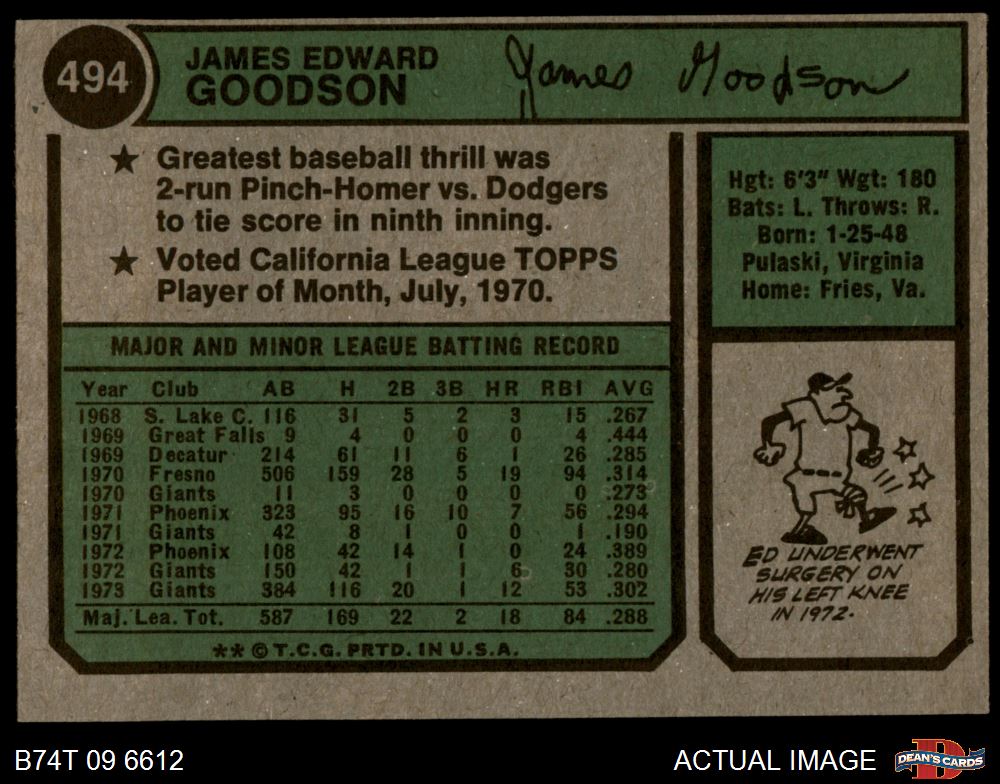 494
JAMES EDWARD
GOODSON
James Goodson
★ Greatest baseball thrill was
2-run Pinch-Homer vs. Dodgers
to tie score in ninth inning.
★ Voted California League TOPPS
Player of Month, July, 1970.
MAJOR AND MINOR LEAGUE BATTING RECORD
Year Club AB H 2B 3B HR RBI AVG
1968 S. Lake C. 116 31 5 2 3 15 .267
1969 Great Falls 9 4 0 0 0 4 .444
1969 Decatur 214 61 11 6 1 26 .285
1970 Fresno 506 159 28 5 19 94 .314
1970 Giants 11 3 0 0 0 0 .273
1971 Phoenix 323 95 16 10 7 56 .294
1971 Giants 42 8 1 0 0 1 .190
1972 Phoenix 108 42 14 1 0 24 .389
1972 Giants 150 42 1 1 6 30 .280
1973 Giants 384 116 20 1 12 53 .302
Maj. Lea. Tot. 587 169 22 2 18 84 .288
** © T.C.G. PRTD. IN U.S.A.
Hgt: 6'3" Wgt: 180
Bats: L. Throws: R.
Born: 1-25-48
Pulaski, Virginia
Home: Fries, Va.
ED UNDERWENT
SURGERY ON
HIS LEFT KNEE
IN 1972.
B74T 09 6612
ACTUAL IMAGE
DEAN'S CARDS